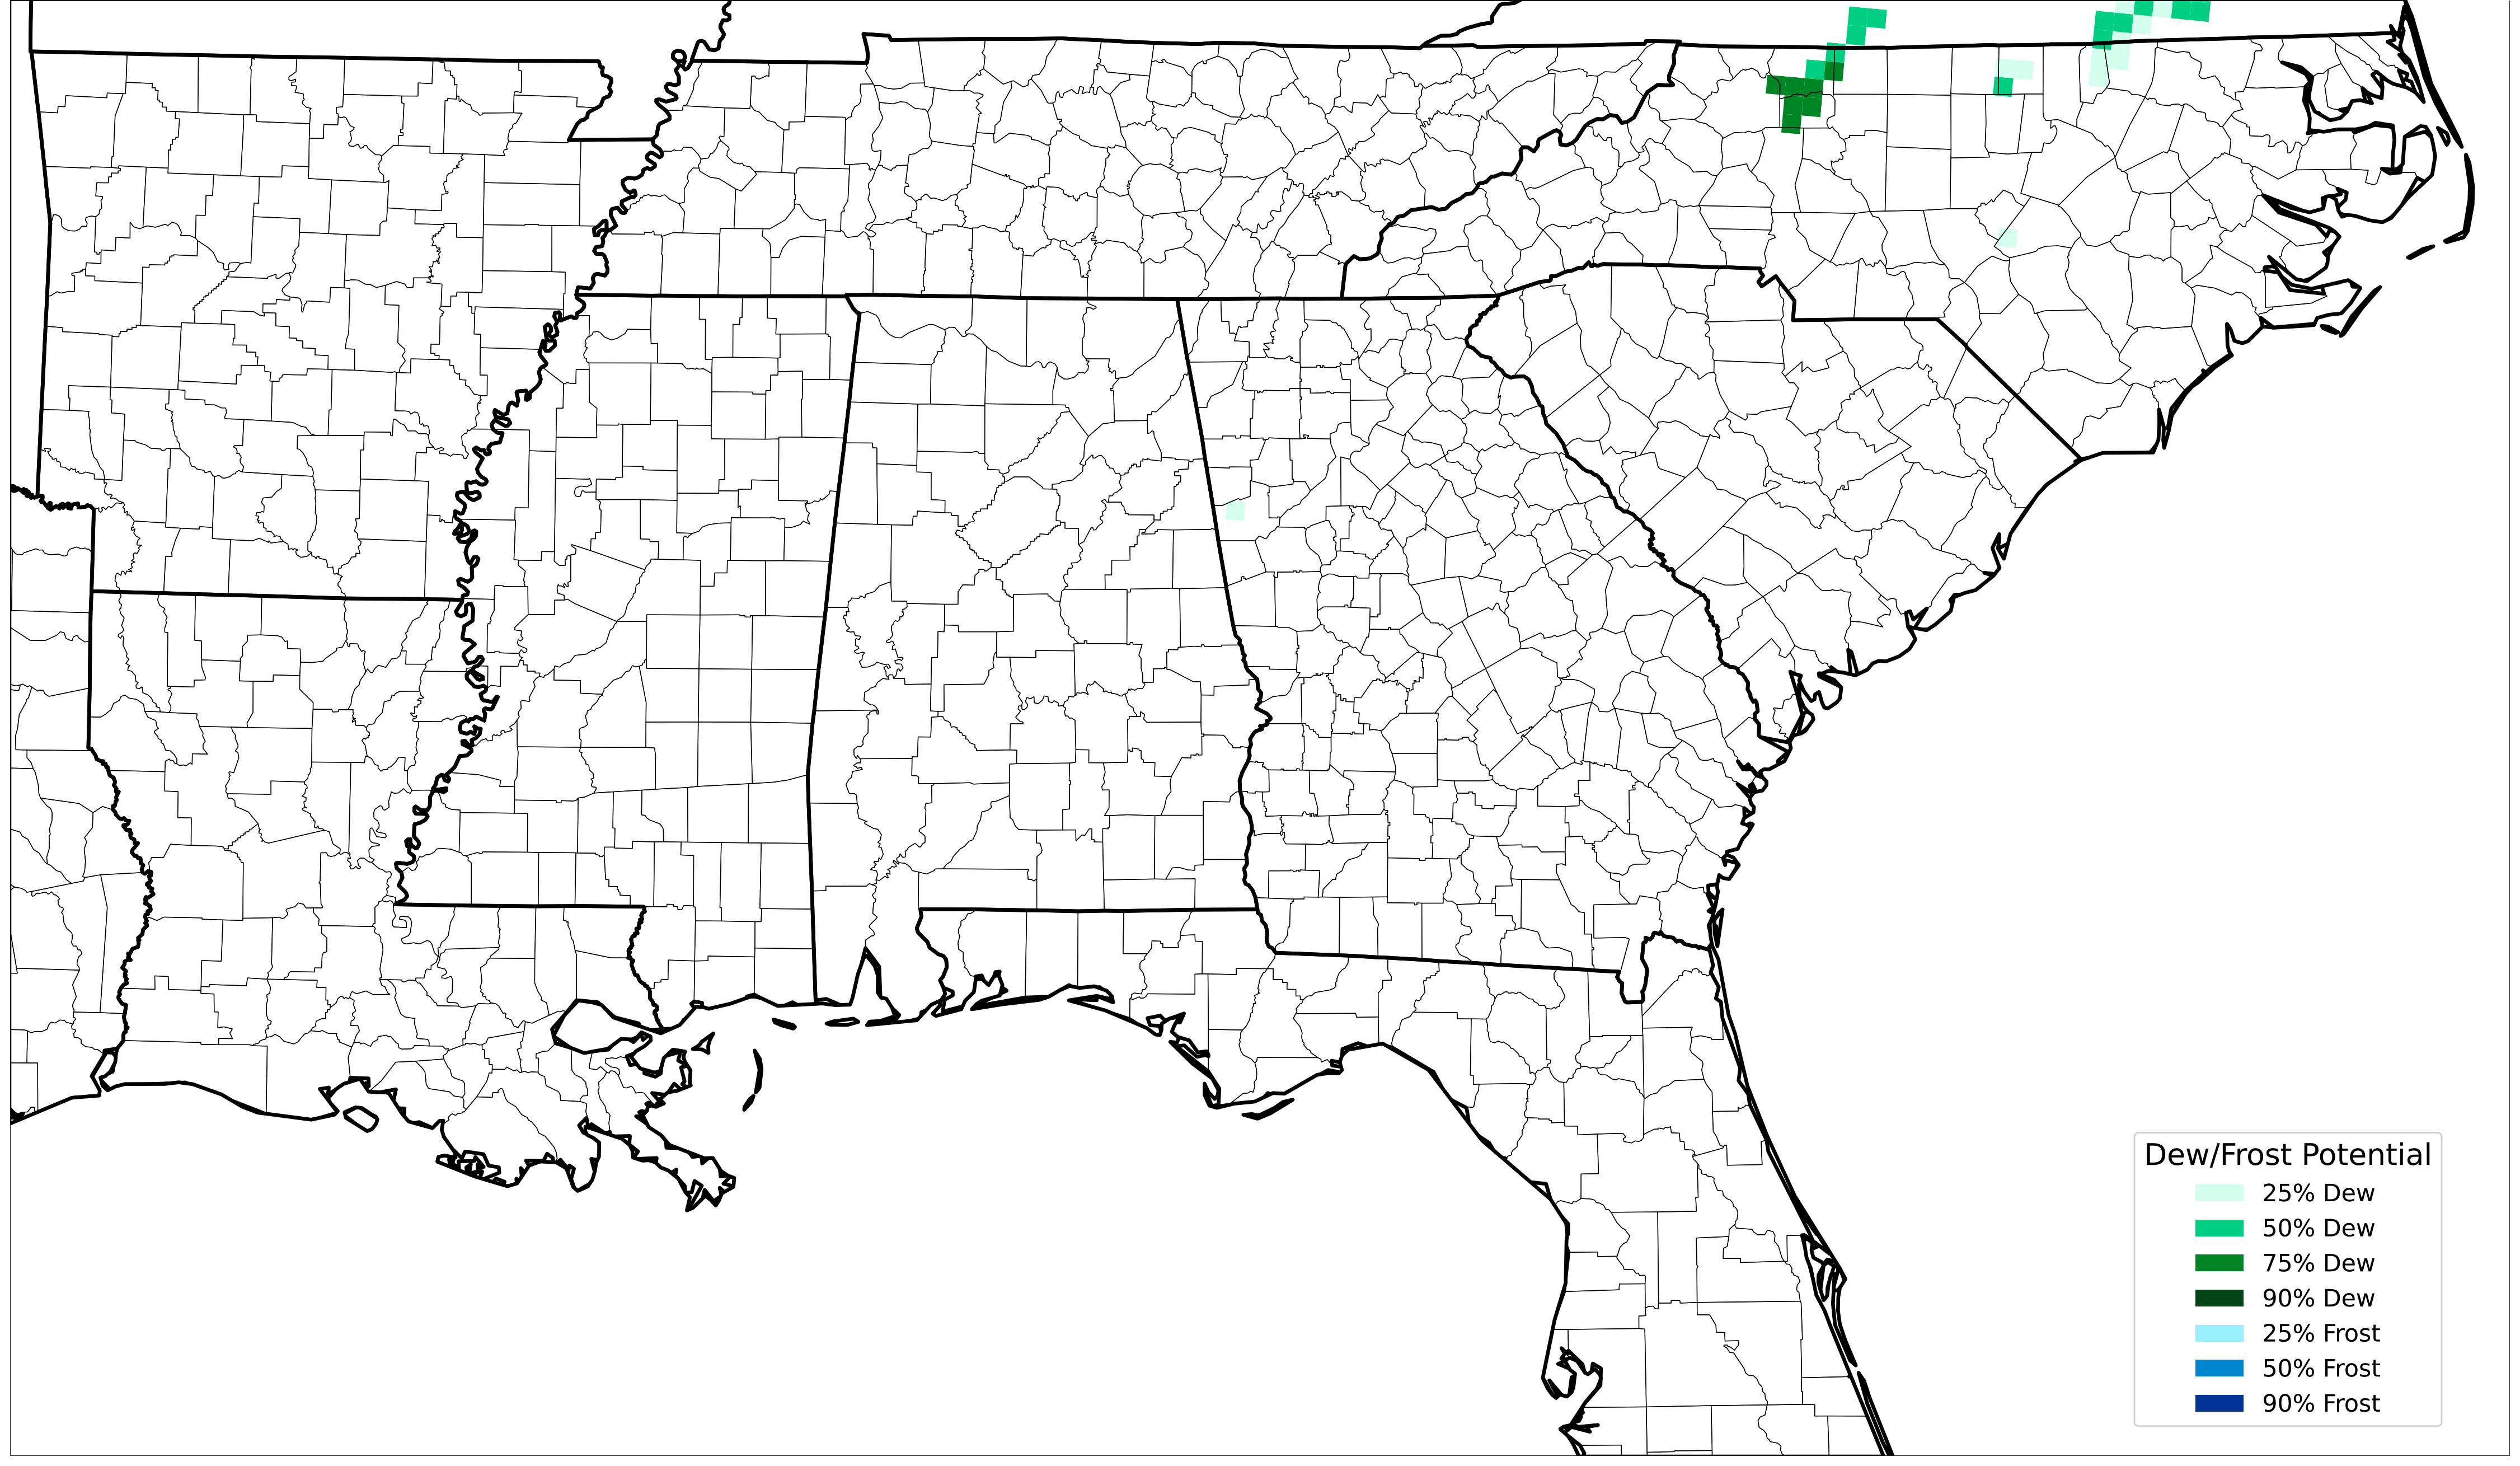 Dew/Frost Potential
25% Dew
50% Dew
75% Dew
90% Dew
25% Frost
50% Frost
90% Frost